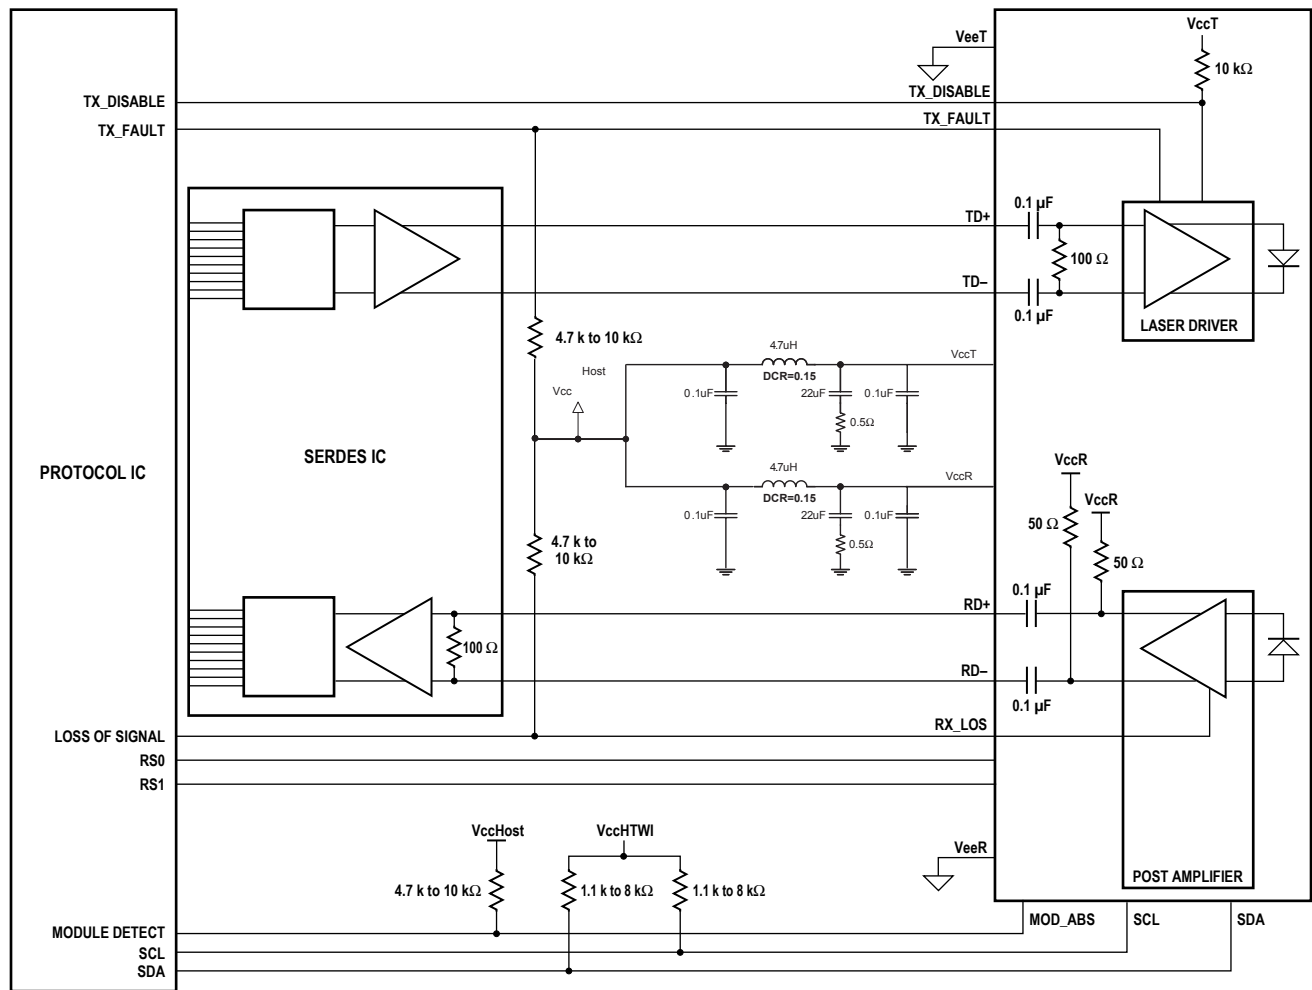 VccT
VeeT
10 kΩ
TX_DISABLE
TX_DISABLE
TX_FAULT
TX_FAULT
0.1 µF
TD+
100 Ω
TD–
0.1 µF
LASER DRIVER
4.7 k to 10 kΩ
4.7uH
VccT
Host
DCR=0.15
Vcc
0.1uF
22uF
0.1uF
0.5Ω
PROTOCOL IC
SERDES IC
4.7uH
VccR
DCR=0.15
VccR
VccR
0.1uF
22uF
0.1uF
50 Ω
4.7 k to
10 kΩ
0.5Ω
50 Ω
0.1 µF
RD+
100 Ω
RD–
0.1 µF
LOSS OF SIGNAL
RX_LOS
RS0
RS1
VccHost
VccHTWI
VeeR
4.7 k to 10 kΩ
1.1 k to 8 kΩ
1.1 k to 8 kΩ
POST AMPLIFIER
MODULE DETECT
MOD_ABS
SCL
SDA
SCL
SDA